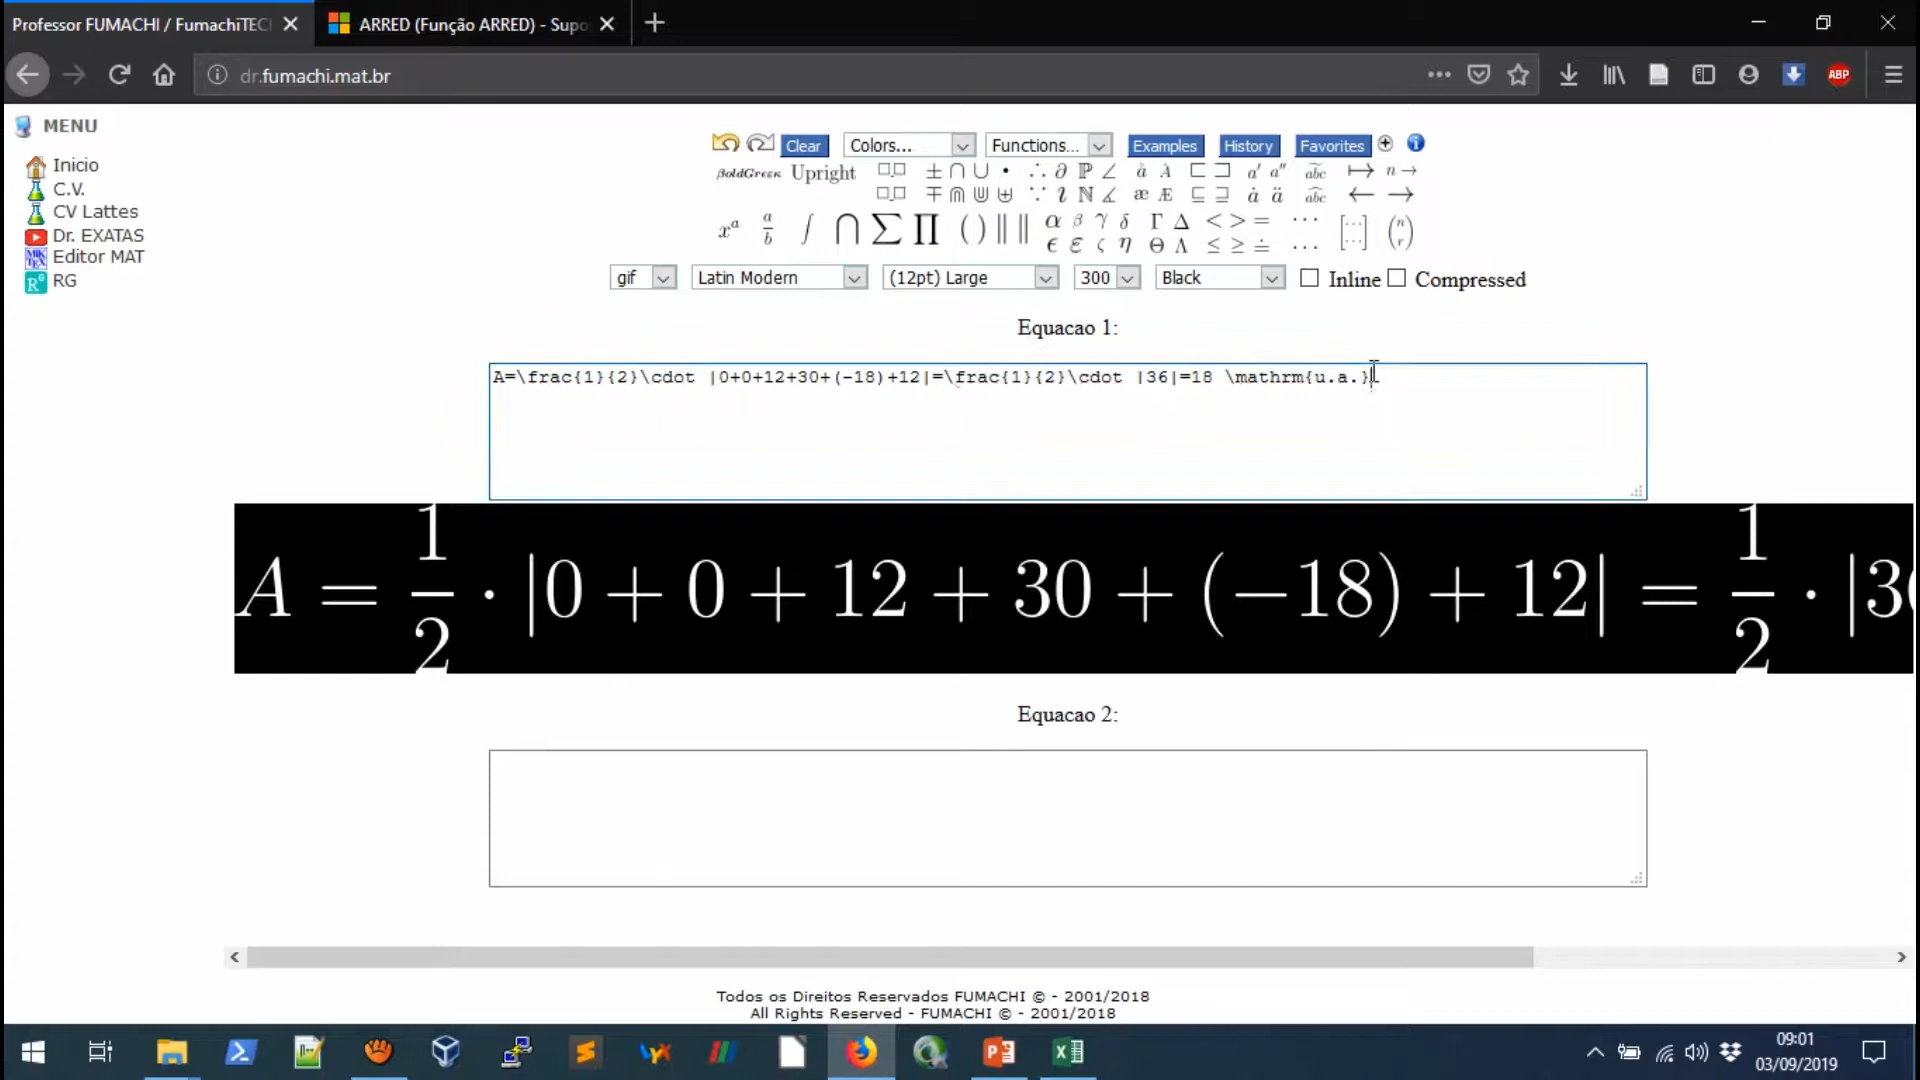 Professor FUMACHI / FumachiTEC
ARRED (Função ARRED) - Supo
dr.fumachi.mat.br
ABP
MENU
Inicio
C.V.
CV Lattes
Dr. EXATAS
Editor MAT
RG
Clear Colors... Functions... Examples History Favorites
BoldGreek Upright
gif Latin Modern (12pt) Large 300 Black Inline Compressed
Equacao 1:
A=\frac{1}{2}\cdot |0+0+12+30+(-18)+12|=\frac{1}{2}\cdot |36|=18 \mathrm{u.a.}
A = 1/2 · |0 + 0 + 12 + 30 + (−18) + 12| = 1/2 · |3
Equacao 2:
Todos os Direitos Reservados FUMACHI © - 2001/2018
All Rights Reserved - FUMACHI © - 2001/2018
09:01
03/09/2019